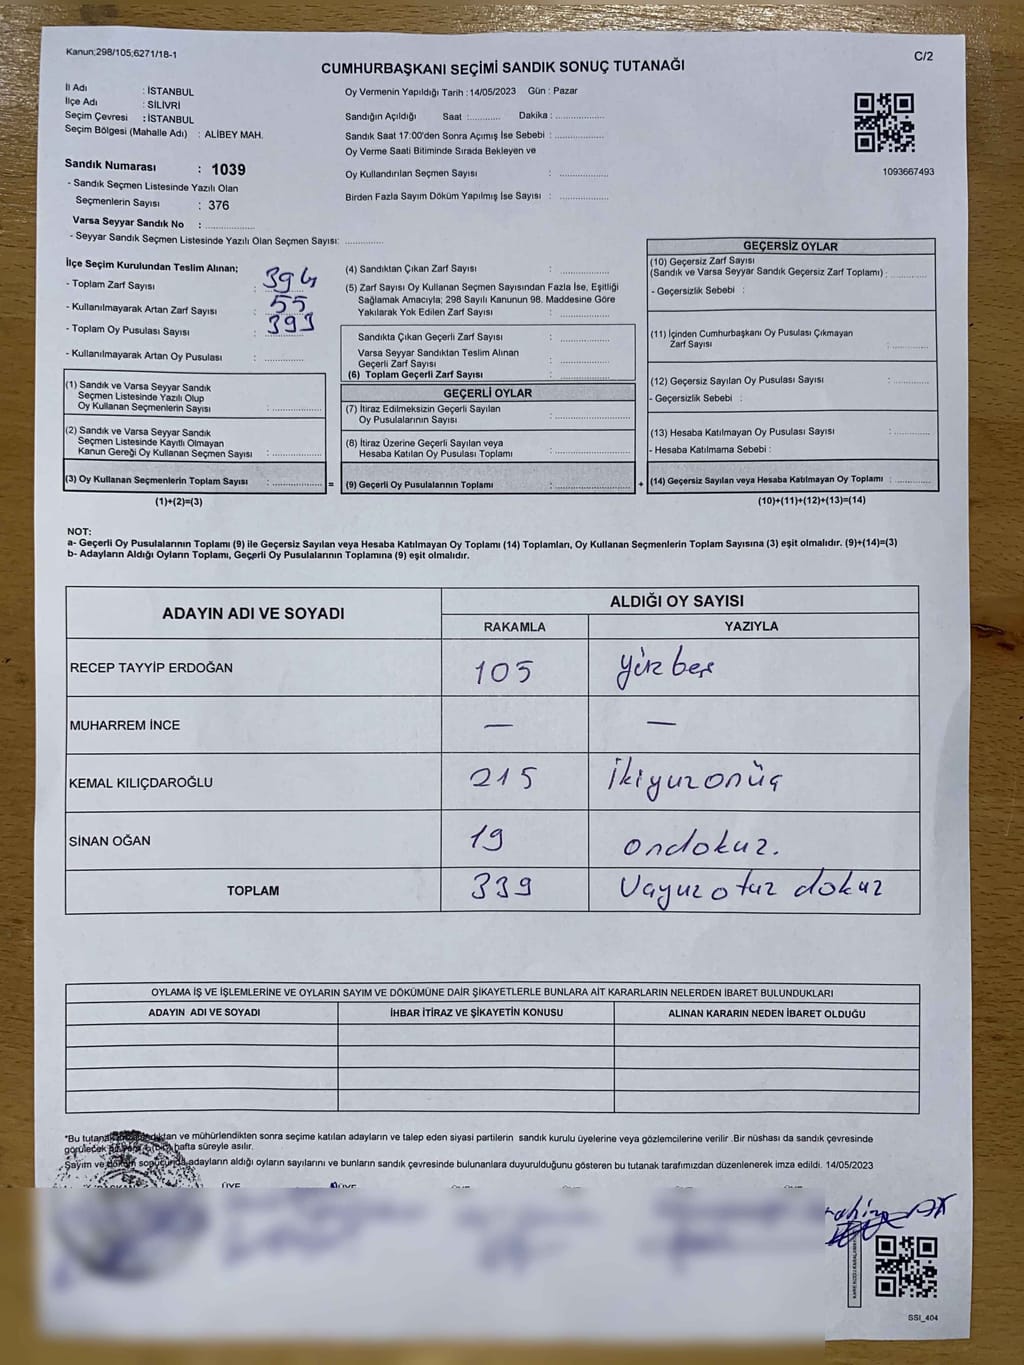 Kanun;298/105;6271/18-1
C/2
CUMHURBAŞKANI SEÇİMİ SANDIK SONUÇ TUTANAĞI
İl Adı : İSTANBUL
İlçe Adı : SİLİVRİ
Seçim Çevresi : İSTANBUL
Seçim Bölgesi (Mahalle Adı) : ALİBEY MAH.
Sandık Numarası : 1039
- Sandık Seçmen Listesinde Yazılı Olan
Seçmenlerin Sayısı : 376
Varsa Seyyar Sandık No : ..............
- Seyyar Sandık Seçmen Listesinde Yazılı Olan Seçmen Sayısı: ............
Oy Vermenin Yapıldığı Tarih : 14/05/2023 Gün : Pazar
Sandığın Açıldığı Saat :.......... Dakika : ................
Sandık Saat 17:00'den Sonra Açımış İse Sebebi : ................
Oy Verme Saati Bitiminde Sırada Bekleyen ve
Oy Kullandırılan Seçmen Sayısı : ................
Birden Fazla Sayım Döküm Yapılmış İse Sayısı : ................
1093667493
İlçe Seçim Kurulundan Teslim Alınan;
- Toplam Zarf Sayısı : 394
- Kullanılmayarak Artan Zarf Sayısı : 55
- Toplam Oy Pusulası Sayısı : 393
- Kullanılmayarak Artan Oy Pusulası : ............
(1) Sandık ve Varsa Seyyar Sandık
Seçmen Listesinde Yazılı Olup
Oy Kullanan Seçmenlerin Sayısı : ................
(2) Sandık ve Varsa Seyyar Sandık
Seçmen Listesinde Kayıtlı Olmayan
Kanun Gereği Oy Kullanan Seçmen Sayısı : ................
(3) Oy Kullanan Seçmenlerin Toplam Sayısı : ................ =
(1)+(2)=(3)
(4) Sandıktan Çıkan Zarf Sayısı : ................
(5) Zarf Sayısı Oy Kullanan Seçmen Sayısından Fazla İse, Eşitliği
Sağlamak Amacıyla; 298 Sayılı Kanunun 98. Maddesine Göre
Yakılarak Yok Edilen Zarf Sayısı : ................
Sandıkta Çıkan Geçerli Zarf Sayısı : ................
Varsa Seyyar Sandıktan Teslim Alınan
Geçerli Zarf Sayısı : ................
(6) Toplam Geçerli Zarf Sayısı : ................
GEÇERLİ OYLAR
(7) İtiraz Edilmeksizin Geçerli Sayılan
Oy Pusulalarının Sayısı : ................
(8) İtiraz Üzerine Geçerli Sayılan veya
Hesaba Katılan Oy Pusulası Toplamı : ................
(9) Geçerli Oy Pusulalarının Toplamı : ................ +
GEÇERSİZ OYLAR
(10) Geçersiz Zarf Sayısı
(Sandık ve Varsa Seyyar Sandık Geçersiz Zarf Toplamı) : ............
- Geçersizlik Sebebi :
(11) İçinden Cumhurbaşkanı Oy Pusulası Çıkmayan
Zarf Sayısı : ............
(12) Geçersiz Sayılan Oy Pusulası Sayısı : ............
- Geçersizlik Sebebi :
(13) Hesaba Katılmayan Oy Pusulası Sayısı : ............
- Hesaba Katılmama Sebebi :
(14) Geçersiz Sayılan veya Hesaba Katılmayan Oy Toplamı : ............
(10)+(11)+(12)+(13)=(14)
NOT:
a- Geçerli Oy Pusulalarının Toplamı (9) ile Geçersiz Sayılan veya Hesaba Katılmayan Oy Toplamı (14) Toplamları, Oy Kullanan Seçmenlerin Toplam Sayısına (3) eşit olmalıdır. (9)+(14)=(3)
b- Adayların Aldığı Oyların Toplamı, Geçerli Oy Pusulalarının Toplamına (9) eşit olmalıdır.
ADAYIN ADI VE SOYADI ALDIĞI OY SAYISI
RAKAMLA YAZIYLA
RECEP TAYYİP ERDOĞAN 105 yüz beş
MUHARREM İNCE — —
KEMAL KILIÇDAROĞLU 215 ikiyuzonüç
SİNAN OĞAN 19 ondokuz.
TOPLAM 339 Uayuz otuz dokuz
OYLAMA İŞ VE İŞLEMLERİNE VE OYLARIN SAYIM VE DÖKÜMÜNE DAİR ŞİKAYETLERLE BUNLARA AİT KARARLARIN NELERDEN İBARET BULUNDUKLARI
ADAYIN ADI VE SOYADI İHBAR İTİRAZ VE ŞİKAYETİN KONUSU ALINAN KARARIN NEDEN İBARET OLDUĞU
*Bu tutanak ve mühürlendikten sonra seçime katılan adayların ve talep eden siyasi partilerin sandık kurulu üyelerine veya gözlemcilerine verilir .Bir nüshası da sandık çevresinde
görülecek hafta süreyle asılır.
Sayım ve döküm sonucunda adayların aldığı oyların sayılarını ve bunların sandık çevresinde bulunanlara duyurulduğunu gösteren bu tutanak tarafımızdan düzenlenerek imza edildi. 14/05/2023
ÜYE ÜYE
SSI_404